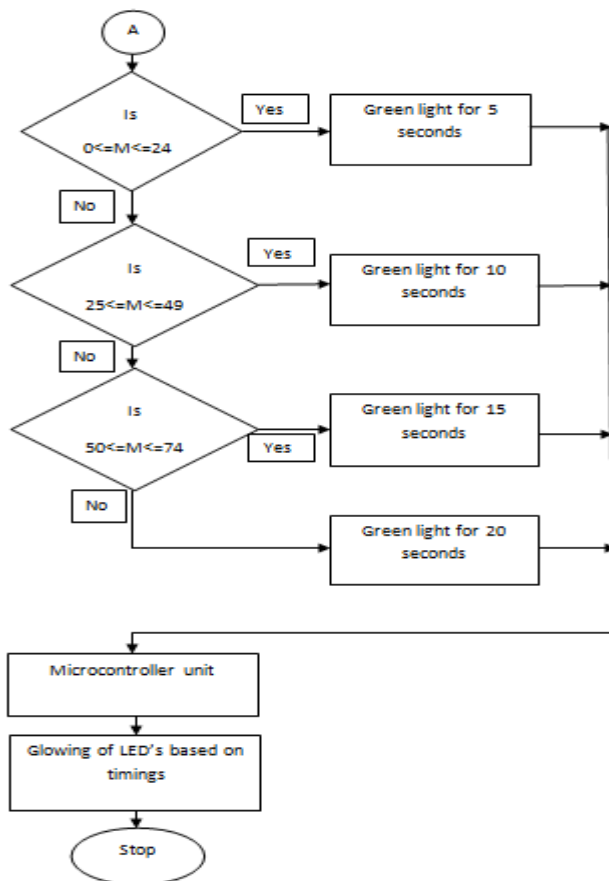 A
Is
0<=M<=24
Yes
Green light for 5
seconds
No
Is
25<=M<=49
Yes
Green light for 10
seconds
No
Is
50<=M<=74
Yes
Green light for 15
seconds
No
Green light for 20
seconds
Microcontroller unit
Glowing of LED's based on
timings
Stop